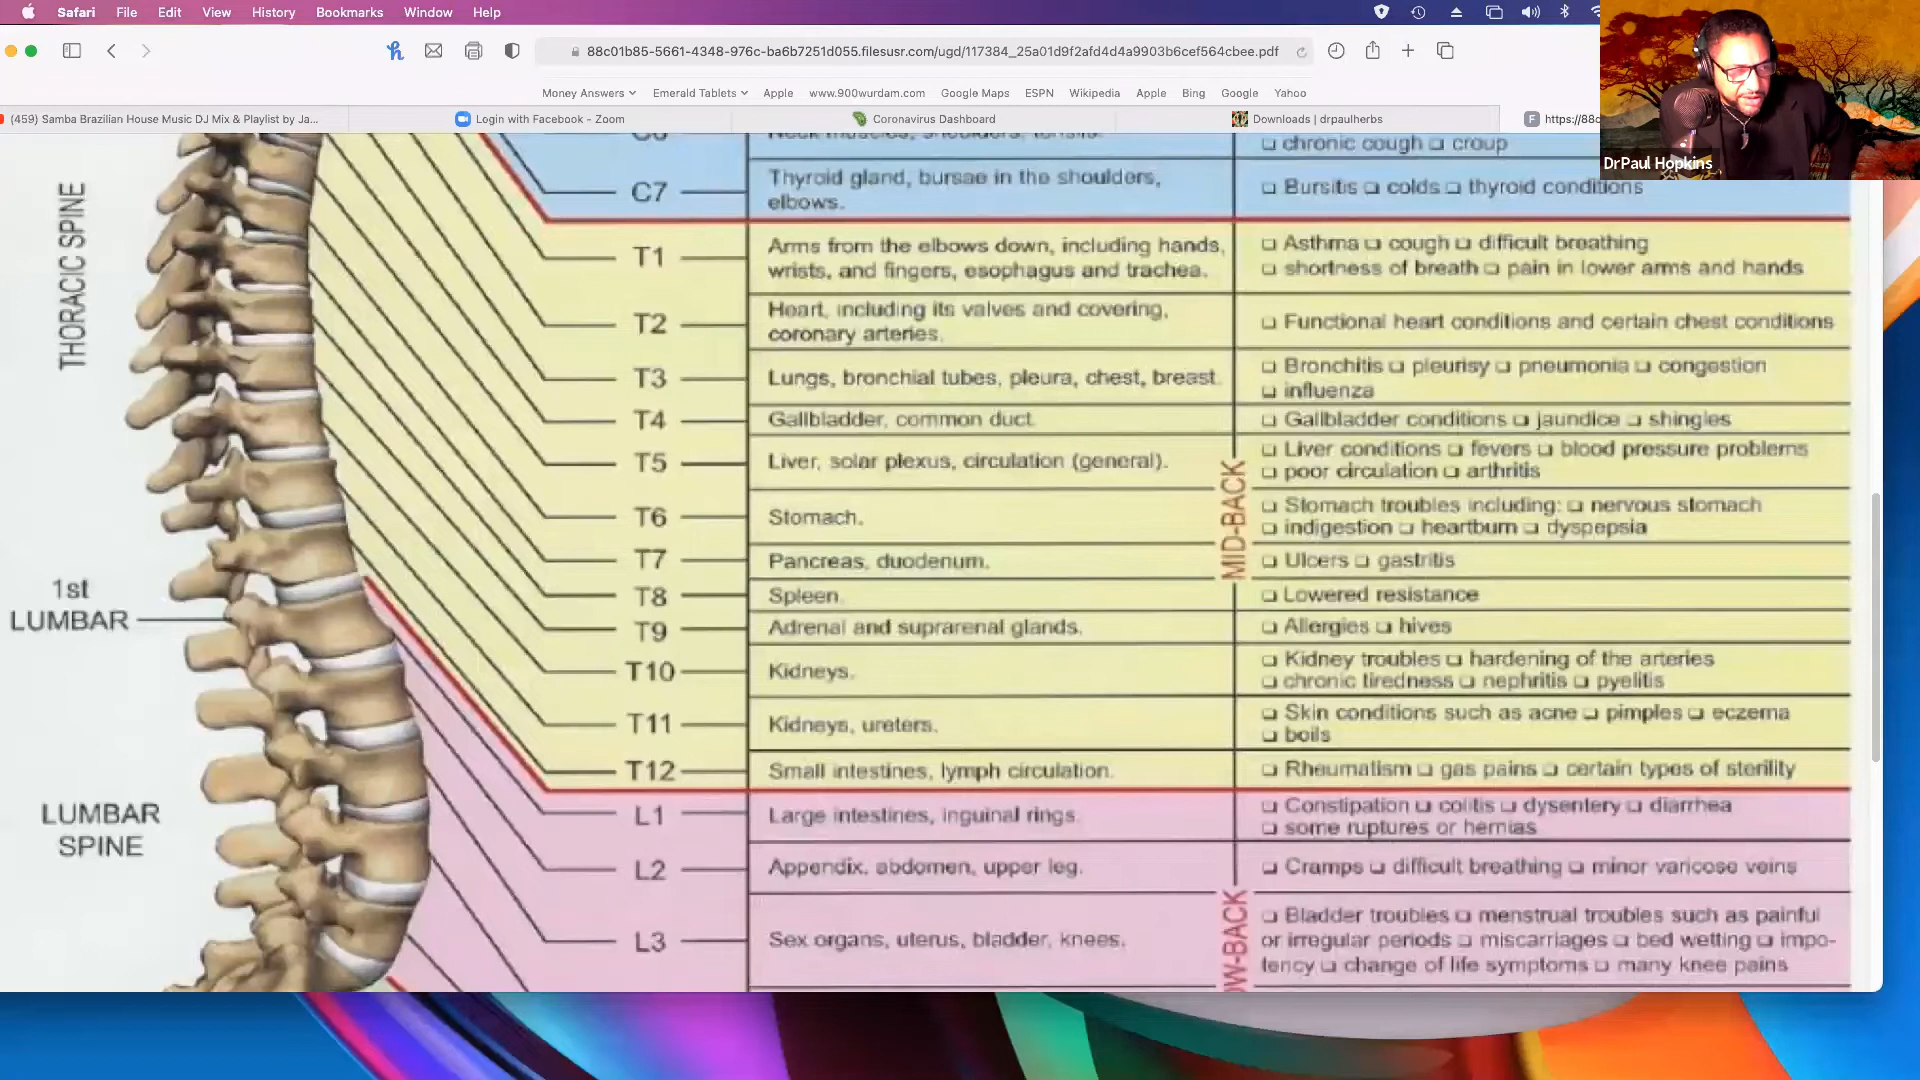 Safari File Edit View History Bookmarks Window Help
88c01b85-5661-4348-976c-ba6b7251d055.filesusr.com/ugd/117384_25a01d9f2afd4d4a9903b6cef564cbee.pdf
Money Answers Emerald Tablets Apple www.900wurdam.com Google Maps ESPN Wikipedia Apple Bing Google Yahoo
(459) Samba Brazilian House Music DJ Mix & Playlist by Ja...
Login with Facebook - Zoom
Coronavirus Dashboard
Downloads | drpaulherbs
F https://88c
DrPaul Hopkins
THORACIC SPINE
1st
LUMBAR
LUMBAR
SPINE
chronic cough croup
C7 Thyroid gland, bursae in the shoulders,
elbows.
Bursitis colds thyroid conditions
T1 Arms from the elbows down, including hands,
wrists, and fingers, esophagus and trachea.
Asthma cough difficult breathing
shortness of breath pain in lower arms and hands
T2 Heart, including its valves and covering,
coronary arteries.
Functional heart conditions and certain chest conditions
T3 Lungs, bronchial tubes, pleura, chest, breast.
Bronchitis pleurisy pneumonia congestion
influenza
T4 Gallbladder, common duct.
Gallbladder conditions jaundice shingles
T5 Liver, solar plexus, circulation (general).
Liver conditions fevers blood pressure problems
poor circulation arthritis
MID-BACK
T6 Stomach.
Stomach troubles including: nervous stomach
indigestion heartburn dyspepsia
T7 Pancreas, duodenum.
Ulcers gastritis
T8 Spleen.
Lowered resistance
T9 Adrenal and suprarenal glands.
Allergies hives
T10 Kidneys.
Kidney troubles hardening of the arteries
chronic tiredness nephritis pyelitis
T11 Kidneys, ureters.
Skin conditions such as acne pimples eczema
boils
T12 Small intestines, lymph circulation.
Rheumatism gas pains certain types of sterility
L1 Large intestines, inguinal rings.
Constipation colitis dysentery diarrhea
some ruptures or hernias
L2 Appendix, abdomen, upper leg.
Cramps difficult breathing minor varicose veins
OW-BACK
L3 Sex organs, uterus, bladder, knees.
Bladder troubles menstrual troubles such as painful
or irregular periods miscarriages bed wetting impo-
tency change of life symptoms many knee pains